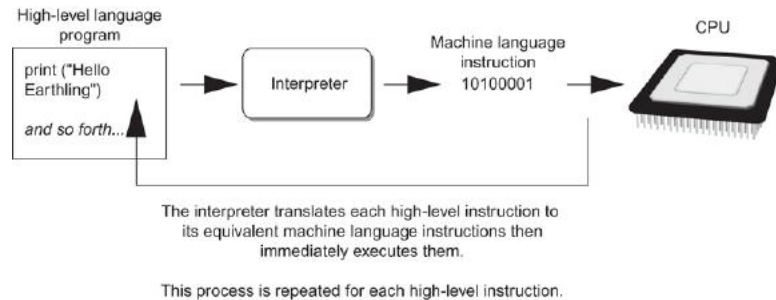 High-level language
program
print ("Hello
Earthling")
and so forth...
Interpreter
Machine language
instruction
10100001
CPU
The interpreter translates each high-level instruction to
its equivalent machine language instructions then
immediately executes them.
This process is repeated for each high-level instruction.